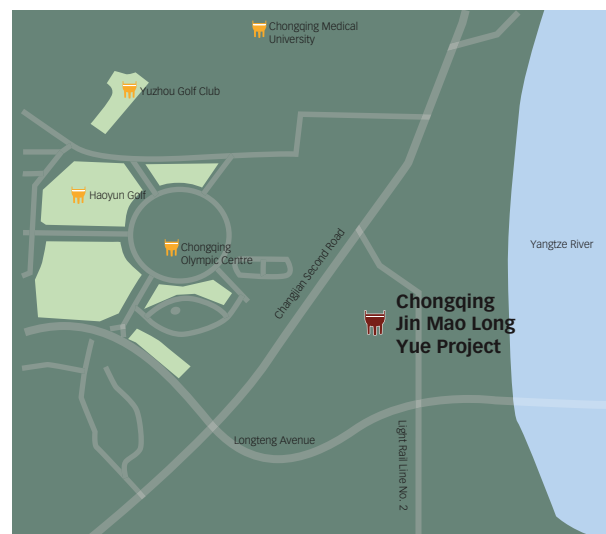 Chongqing Medical
University
Yuzhou Golf Club
Haoyun Golf
Chongqing
Olympic Centre
Changjian Second Road
Yangtze River
Chongqing
Jin Mao Long
Yue Project
Longteng Avenue
Light Rail Line No. 2